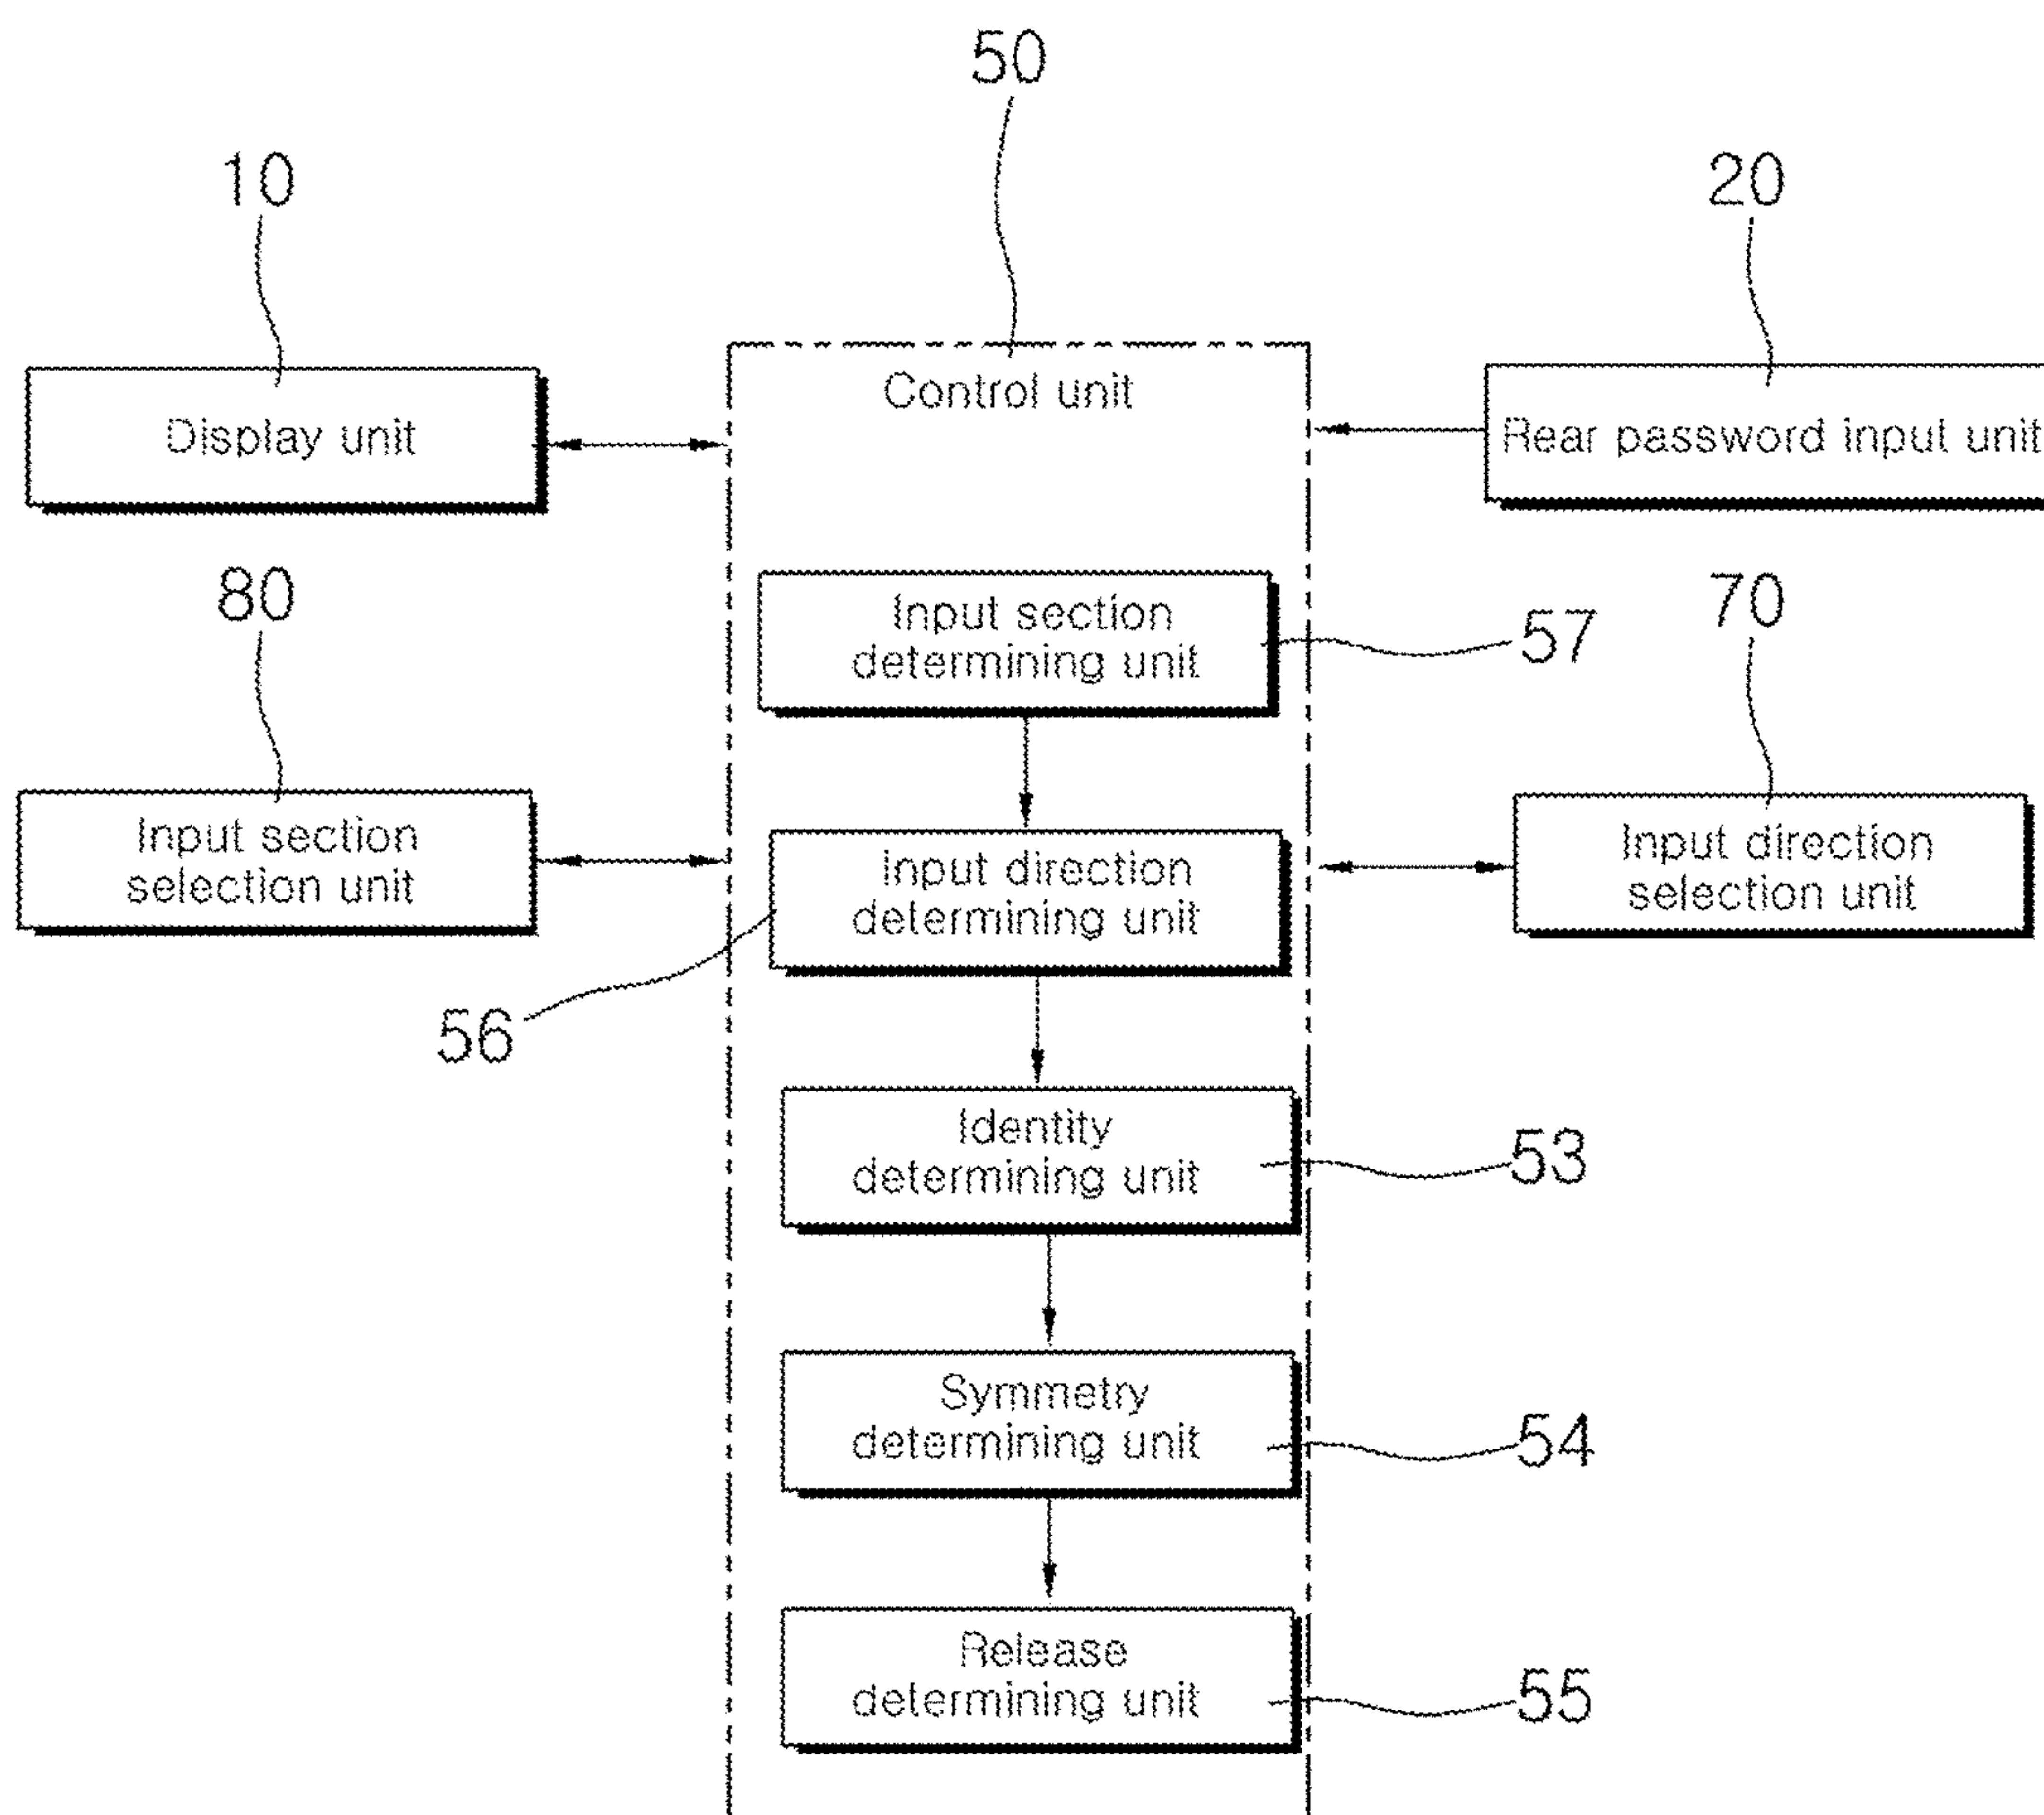 50
10
20
Control unit
Display unit
Rear password input unit
80
70
Input section
determining unit
57
Input section
selection unit
Input direction
determining unit
Input direction
selection unit
56
Identity
determining unit
53
Symmetry
determining unit
54
Release
determining unit
55